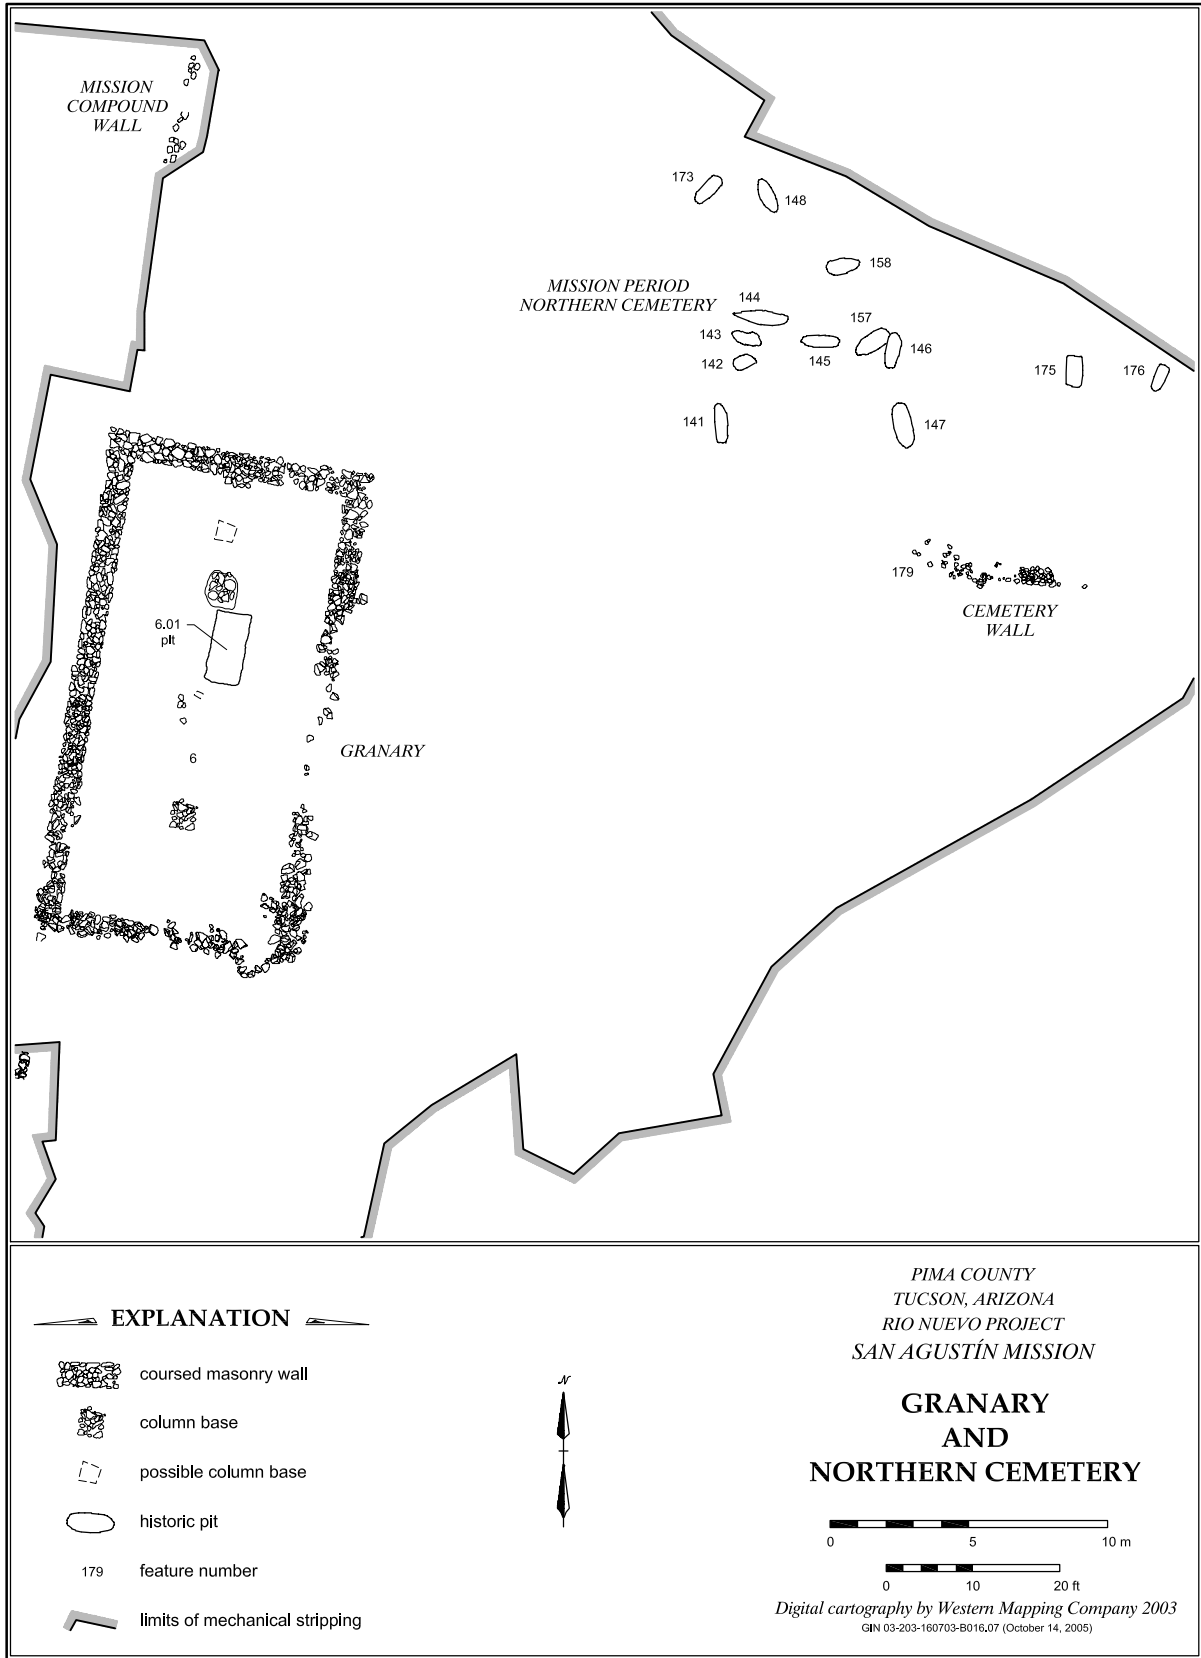 MISSION
COMPOUND
WALL
173
148
158
MISSION PERIOD
NORTHERN CEMETERY
144
143
157
142
145
146
175
176
141
147
179
CEMETERY
WALL
6.01
pit
6
GRANARY
EXPLANATION
coursed masonry wall
column base
possible column base
historic pit
179 feature number
limits of mechanical stripping
N
PIMA COUNTY
TUCSON, ARIZONA
RIO NUEVO PROJECT
SAN AGUSTÍN MISSION
GRANARY
AND
NORTHERN CEMETERY
0 5 10 m
0 10 20 ft
Digital cartography by Western Mapping Company 2003
GIN 03-203-160703-B016.07 (October 14, 2005)